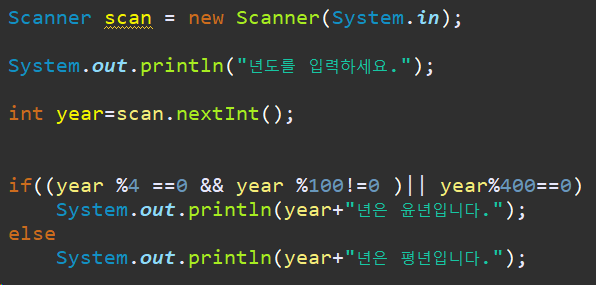 Scanner scan = new Scanner(System.in);
System.out.println("년도를 입력하세요.");
int year=scan.nextInt();
if((year %4 ==0 && year %100!=0 )|| year%400==0)
System.out.println(year+"년은 윤년입니다.");
else
System.out.println(year+"년은 평년입니다.");